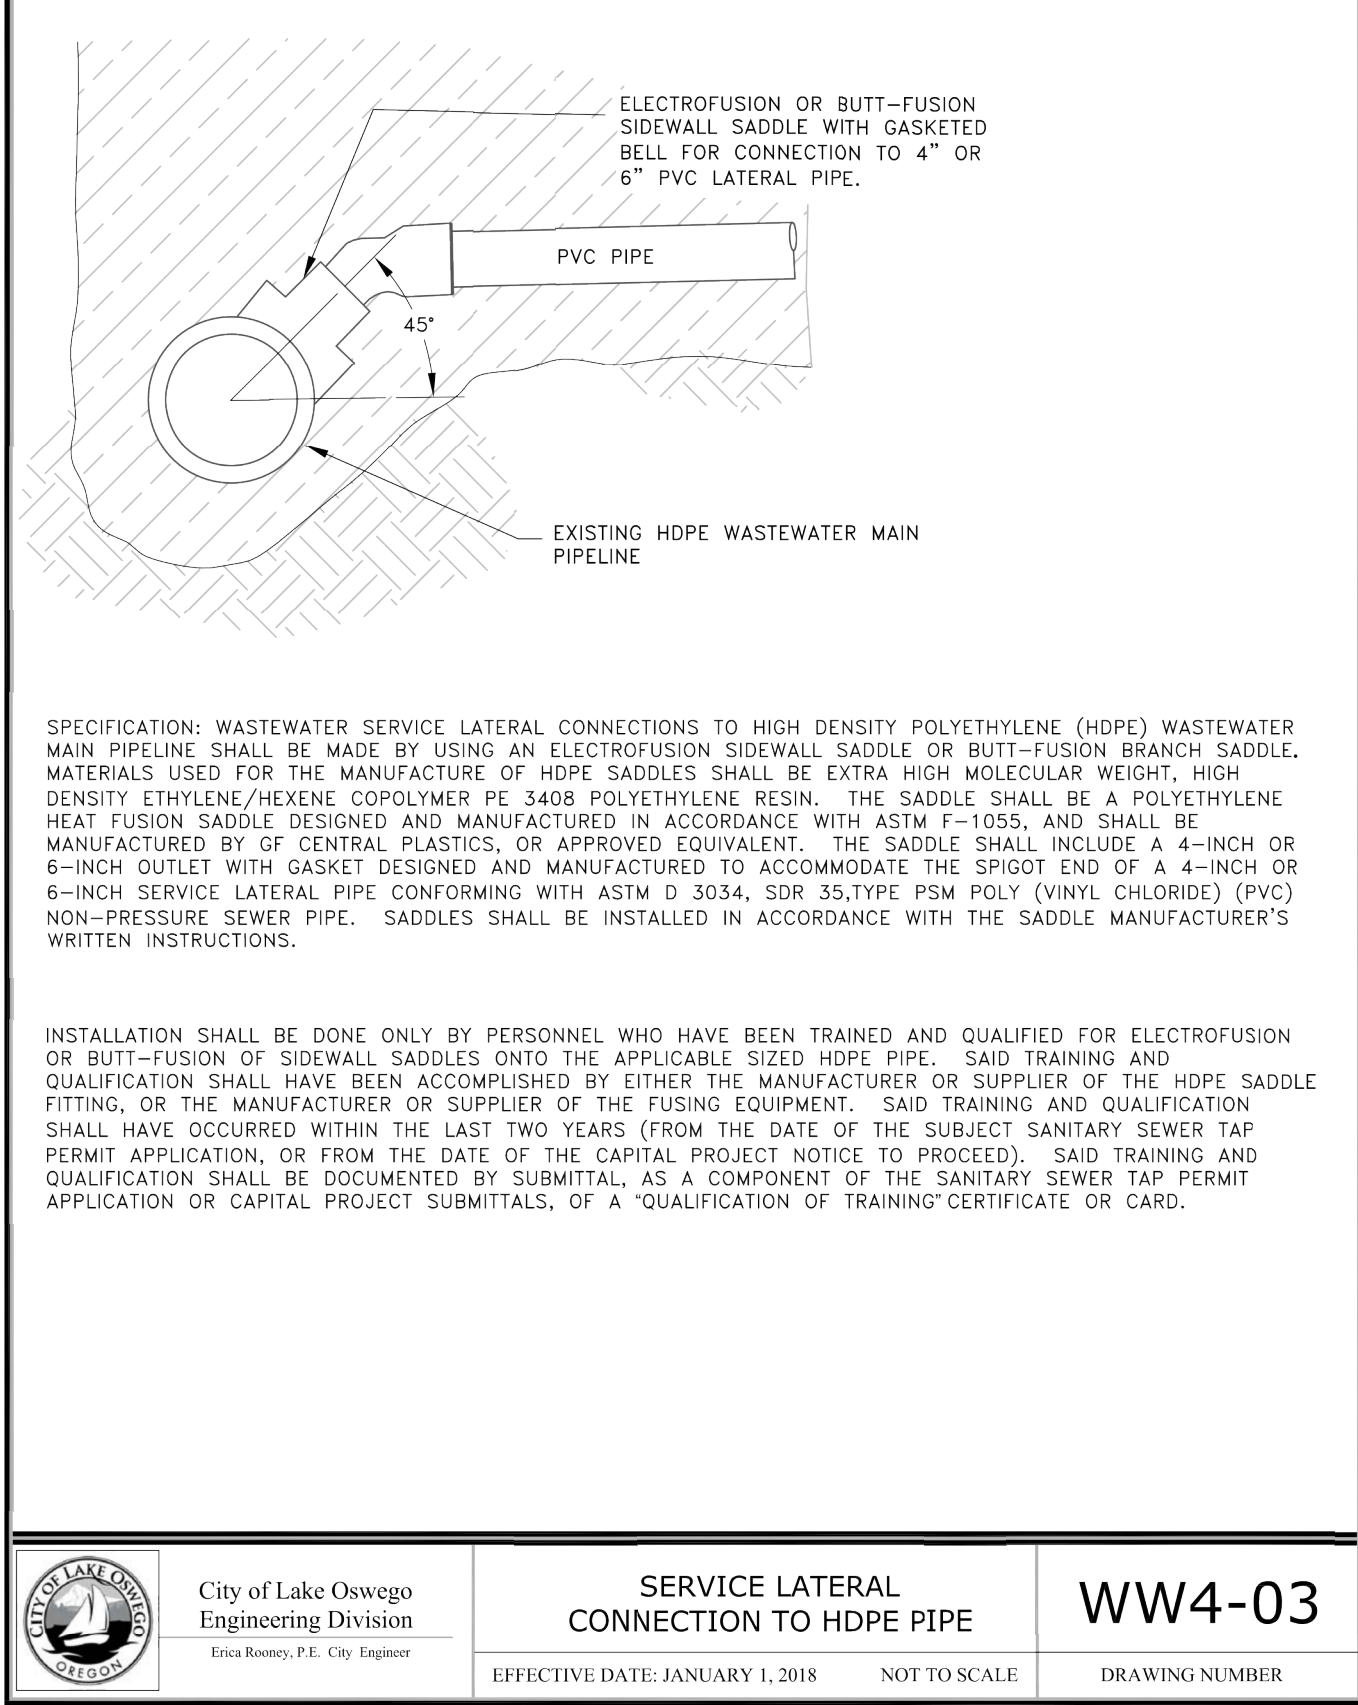 ELECTROFUSION OR BUTT-FUSION
SIDEWALL SADDLE WITH GASKETED
BELL FOR CONNECTION TO 4” OR
6” PVC LATERAL PIPE.
PVC PIPE
45°
EXISTING HDPE WASTEWATER MAIN
PIPELINE
SPECIFICATION: WASTEWATER SERVICE LATERAL CONNECTIONS TO HIGH DENSITY POLYETHYLENE (HDPE) WASTEWATER
MAIN PIPELINE SHALL BE MADE BY USING AN ELECTROFUSION SIDEWALL SADDLE OR BUTT-FUSION BRANCH SADDLE.
MATERIALS USED FOR THE MANUFACTURE OF HDPE SADDLES SHALL BE EXTRA HIGH MOLECULAR WEIGHT, HIGH
DENSITY ETHYLENE/HEXENE COPOLYMER PE 3408 POLYETHYLENE RESIN. THE SADDLE SHALL BE A POLYETHYLENE
HEAT FUSION SADDLE DESIGNED AND MANUFACTURED IN ACCORDANCE WITH ASTM F-1055, AND SHALL BE
MANUFACTURED BY GF CENTRAL PLASTICS, OR APPROVED EQUIVALENT. THE SADDLE SHALL INCLUDE A 4-INCH OR
6-INCH OUTLET WITH GASKET DESIGNED AND MANUFACTURED TO ACCOMMODATE THE SPIGOT END OF A 4-INCH OR
6-INCH SERVICE LATERAL PIPE CONFORMING WITH ASTM D 3034, SDR 35,TYPE PSM POLY (VINYL CHLORIDE) (PVC)
NON-PRESSURE SEWER PIPE. SADDLES SHALL BE INSTALLED IN ACCORDANCE WITH THE SADDLE MANUFACTURER’S
WRITTEN INSTRUCTIONS.
INSTALLATION SHALL BE DONE ONLY BY PERSONNEL WHO HAVE BEEN TRAINED AND QUALIFIED FOR ELECTROFUSION
OR BUTT-FUSION OF SIDEWALL SADDLES ONTO THE APPLICABLE SIZED HDPE PIPE. SAID TRAINING AND
QUALIFICATION SHALL HAVE BEEN ACCOMPLISHED BY EITHER THE MANUFACTURER OR SUPPLIER OF THE HDPE SADDLE
FITTING, OR THE MANUFACTURER OR SUPPLIER OF THE FUSING EQUIPMENT. SAID TRAINING AND QUALIFICATION
SHALL HAVE OCCURRED WITHIN THE LAST TWO YEARS (FROM THE DATE OF THE SUBJECT SANITARY SEWER TAP
PERMIT APPLICATION, OR FROM THE DATE OF THE CAPITAL PROJECT NOTICE TO PROCEED). SAID TRAINING AND
QUALIFICATION SHALL BE DOCUMENTED BY SUBMITTAL, AS A COMPONENT OF THE SANITARY SEWER TAP PERMIT
APPLICATION OR CAPITAL PROJECT SUBMITTALS, OF A “QUALIFICATION OF TRAINING” CERTIFICATE OR CARD.
CITY OF LAKE OSWEGO
OREGON
City of Lake Oswego
Engineering Division
Erica Rooney, P.E. City Engineer
SERVICE LATERAL
CONNECTION TO HDPE PIPE
EFFECTIVE DATE: JANUARY 1, 2018 NOT TO SCALE
WW4-03
DRAWING NUMBER